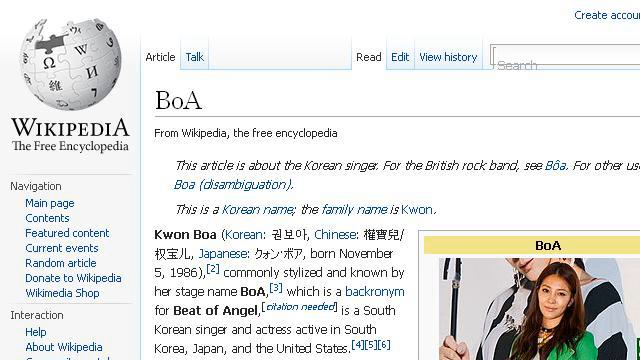 Create accou
WIKIPEDIA
The Free Encyclopedia
Article Talk Read Edit View history Search
BoA
From Wikipedia, the free encyclopedia
This article is about the Korean singer. For the British rock band, see Bôa. For other use
Boa (disambiguation).
This is a Korean name; the family name is Kwon.
Navigation
Main page
Contents
Featured content
Current events
Random article
Donate to Wikipedia
Wikimedia Shop
Interaction
Help
About Wikipedia
Kwon Boa (Korean: 권보아, Chinese: 權寶兒/
权宝儿, Japanese: クォン·ボア, born November
5, 1986),[2] commonly stylized and known by
her stage name BoA,[3] which is a backronym
for Beat of Angel,[citation needed] is a South
Korean singer and actress active in South
Korea, Japan, and the United States.[4][5][6]
BoA